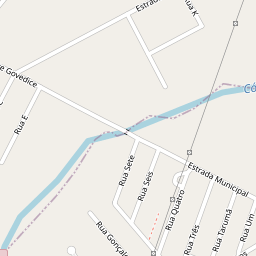 Estrada
Rua K
e Govedice
Có
Rua E
Rua Sete
Rua Seis
Estrada Municipal
Rua Quatro
Rua Três
Rua Tarumã
Rua Um
Rua Gonçalv